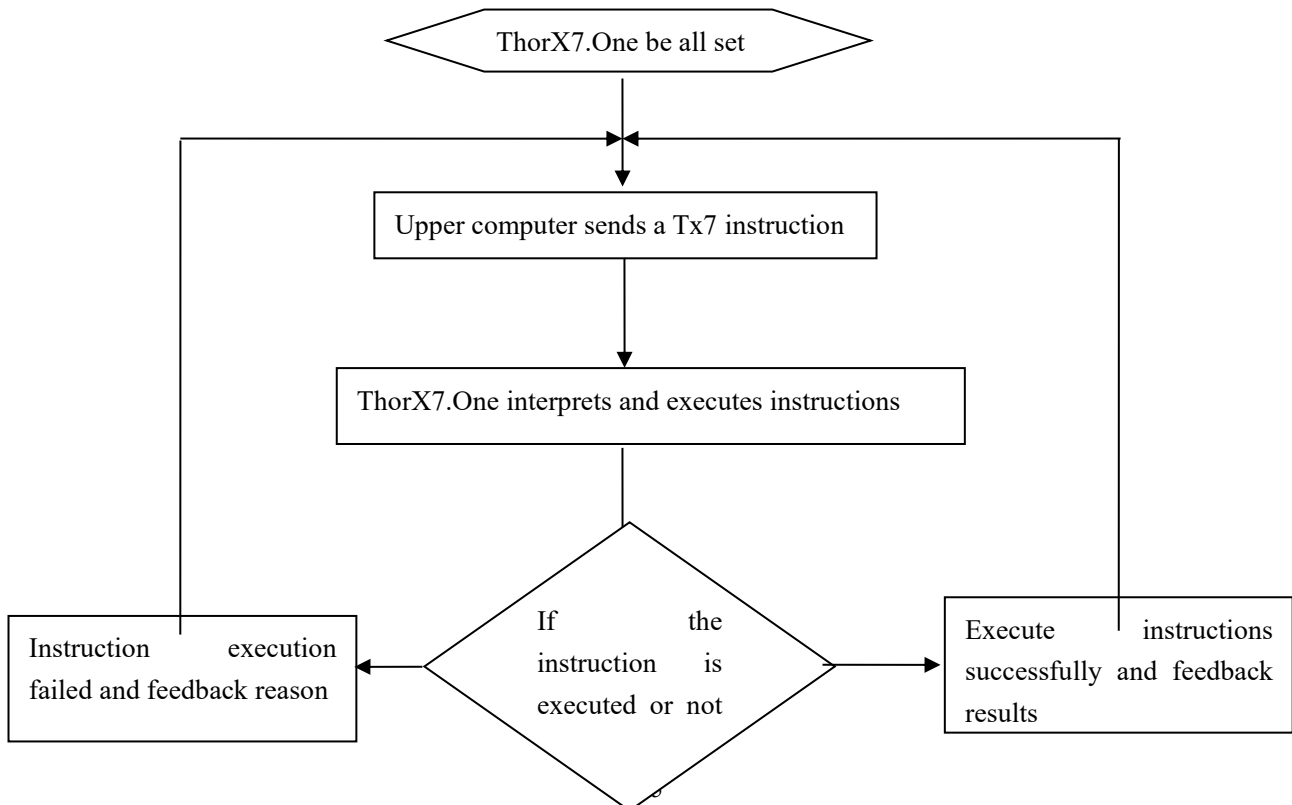 ThorX7.One be all set
Upper computer sends a Tx7 instruction
ThorX7.One interprets and executes instructions
If the
instruction is
executed or not
Instruction execution
failed and feedback reason
Execute instructions
successfully and feedback
results